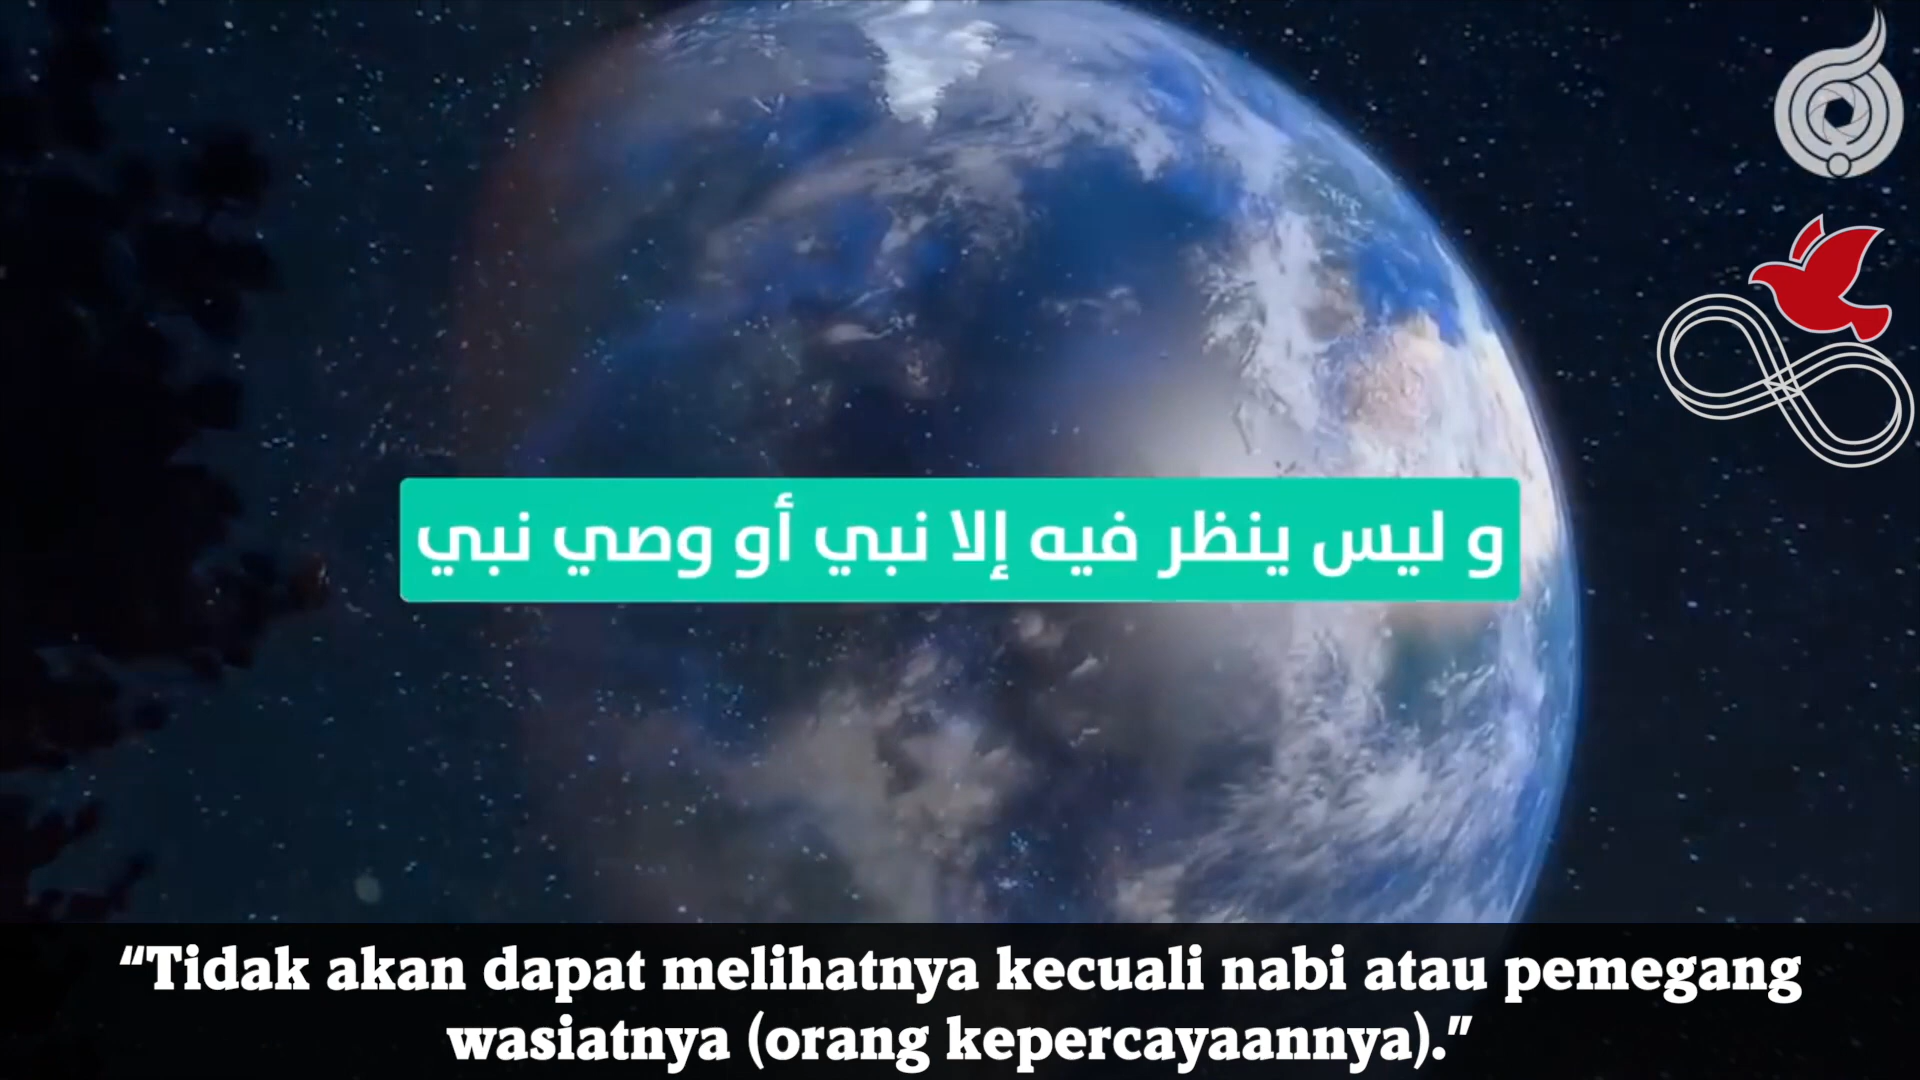 و ليس ينظر فيه إلا نبي أو وصي نبي
“Tidak akan dapat melihatnya kecuali nabi atau pemegang
wasiatnya (orang kepercayaannya).”